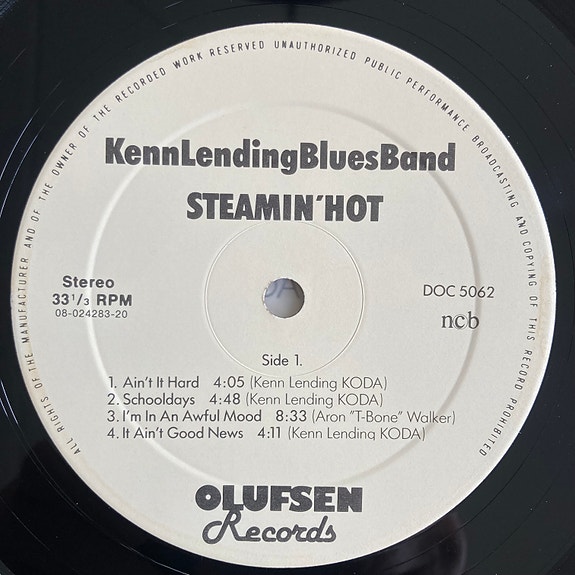 ALL RIGHTS OF THE MANUFACTURER AND OF THE OWNER OF THE RECORDED WORK RESERVED UNAUTHORIZED PUBLIC PERFORMANCE BROADCASTING AND COPYING OF THIS RECORD PROHIBITED
KennLendingBluesBand
STEAMIN'HOT
Stereo
33 1/3 RPM
08-024283-20
DOC 5062
ncb
Side 1.
1. Ain't It Hard 4:05 (Kenn Lending KODA)
2. Schooldays 4:48 (Kenn Lending KODA)
3. I'm In An Awful Mood 8:33 (Aron "T-Bone" Walker)
4. It Ain't Good News 4:11 (Kenn Lending KODA)
OLUFSEN
Records